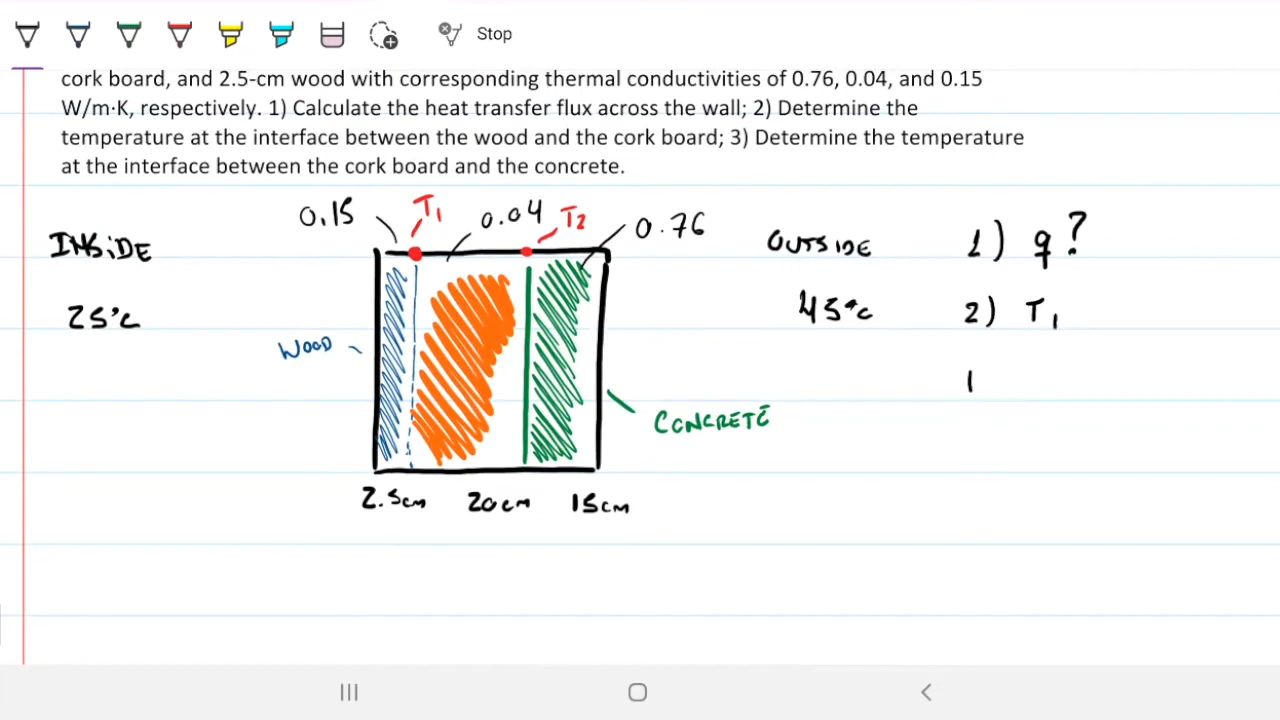 Stop
cork board, and 2.5-cm wood with corresponding thermal conductivities of 0.76, 0.04, and 0.15
W/m·K, respectively. 1) Calculate the heat transfer flux across the wall; 2) Determine the
temperature at the interface between the wood and the cork board; 3) Determine the temperature
at the interface between the cork board and the concrete.
0.15 T1 0.04 T2 0.76
INSiDE OUTSIDE 1) q?
25°C 45°C 2) T1
WOOD
1
CONCRETE
2.5cm 20cm 15cm